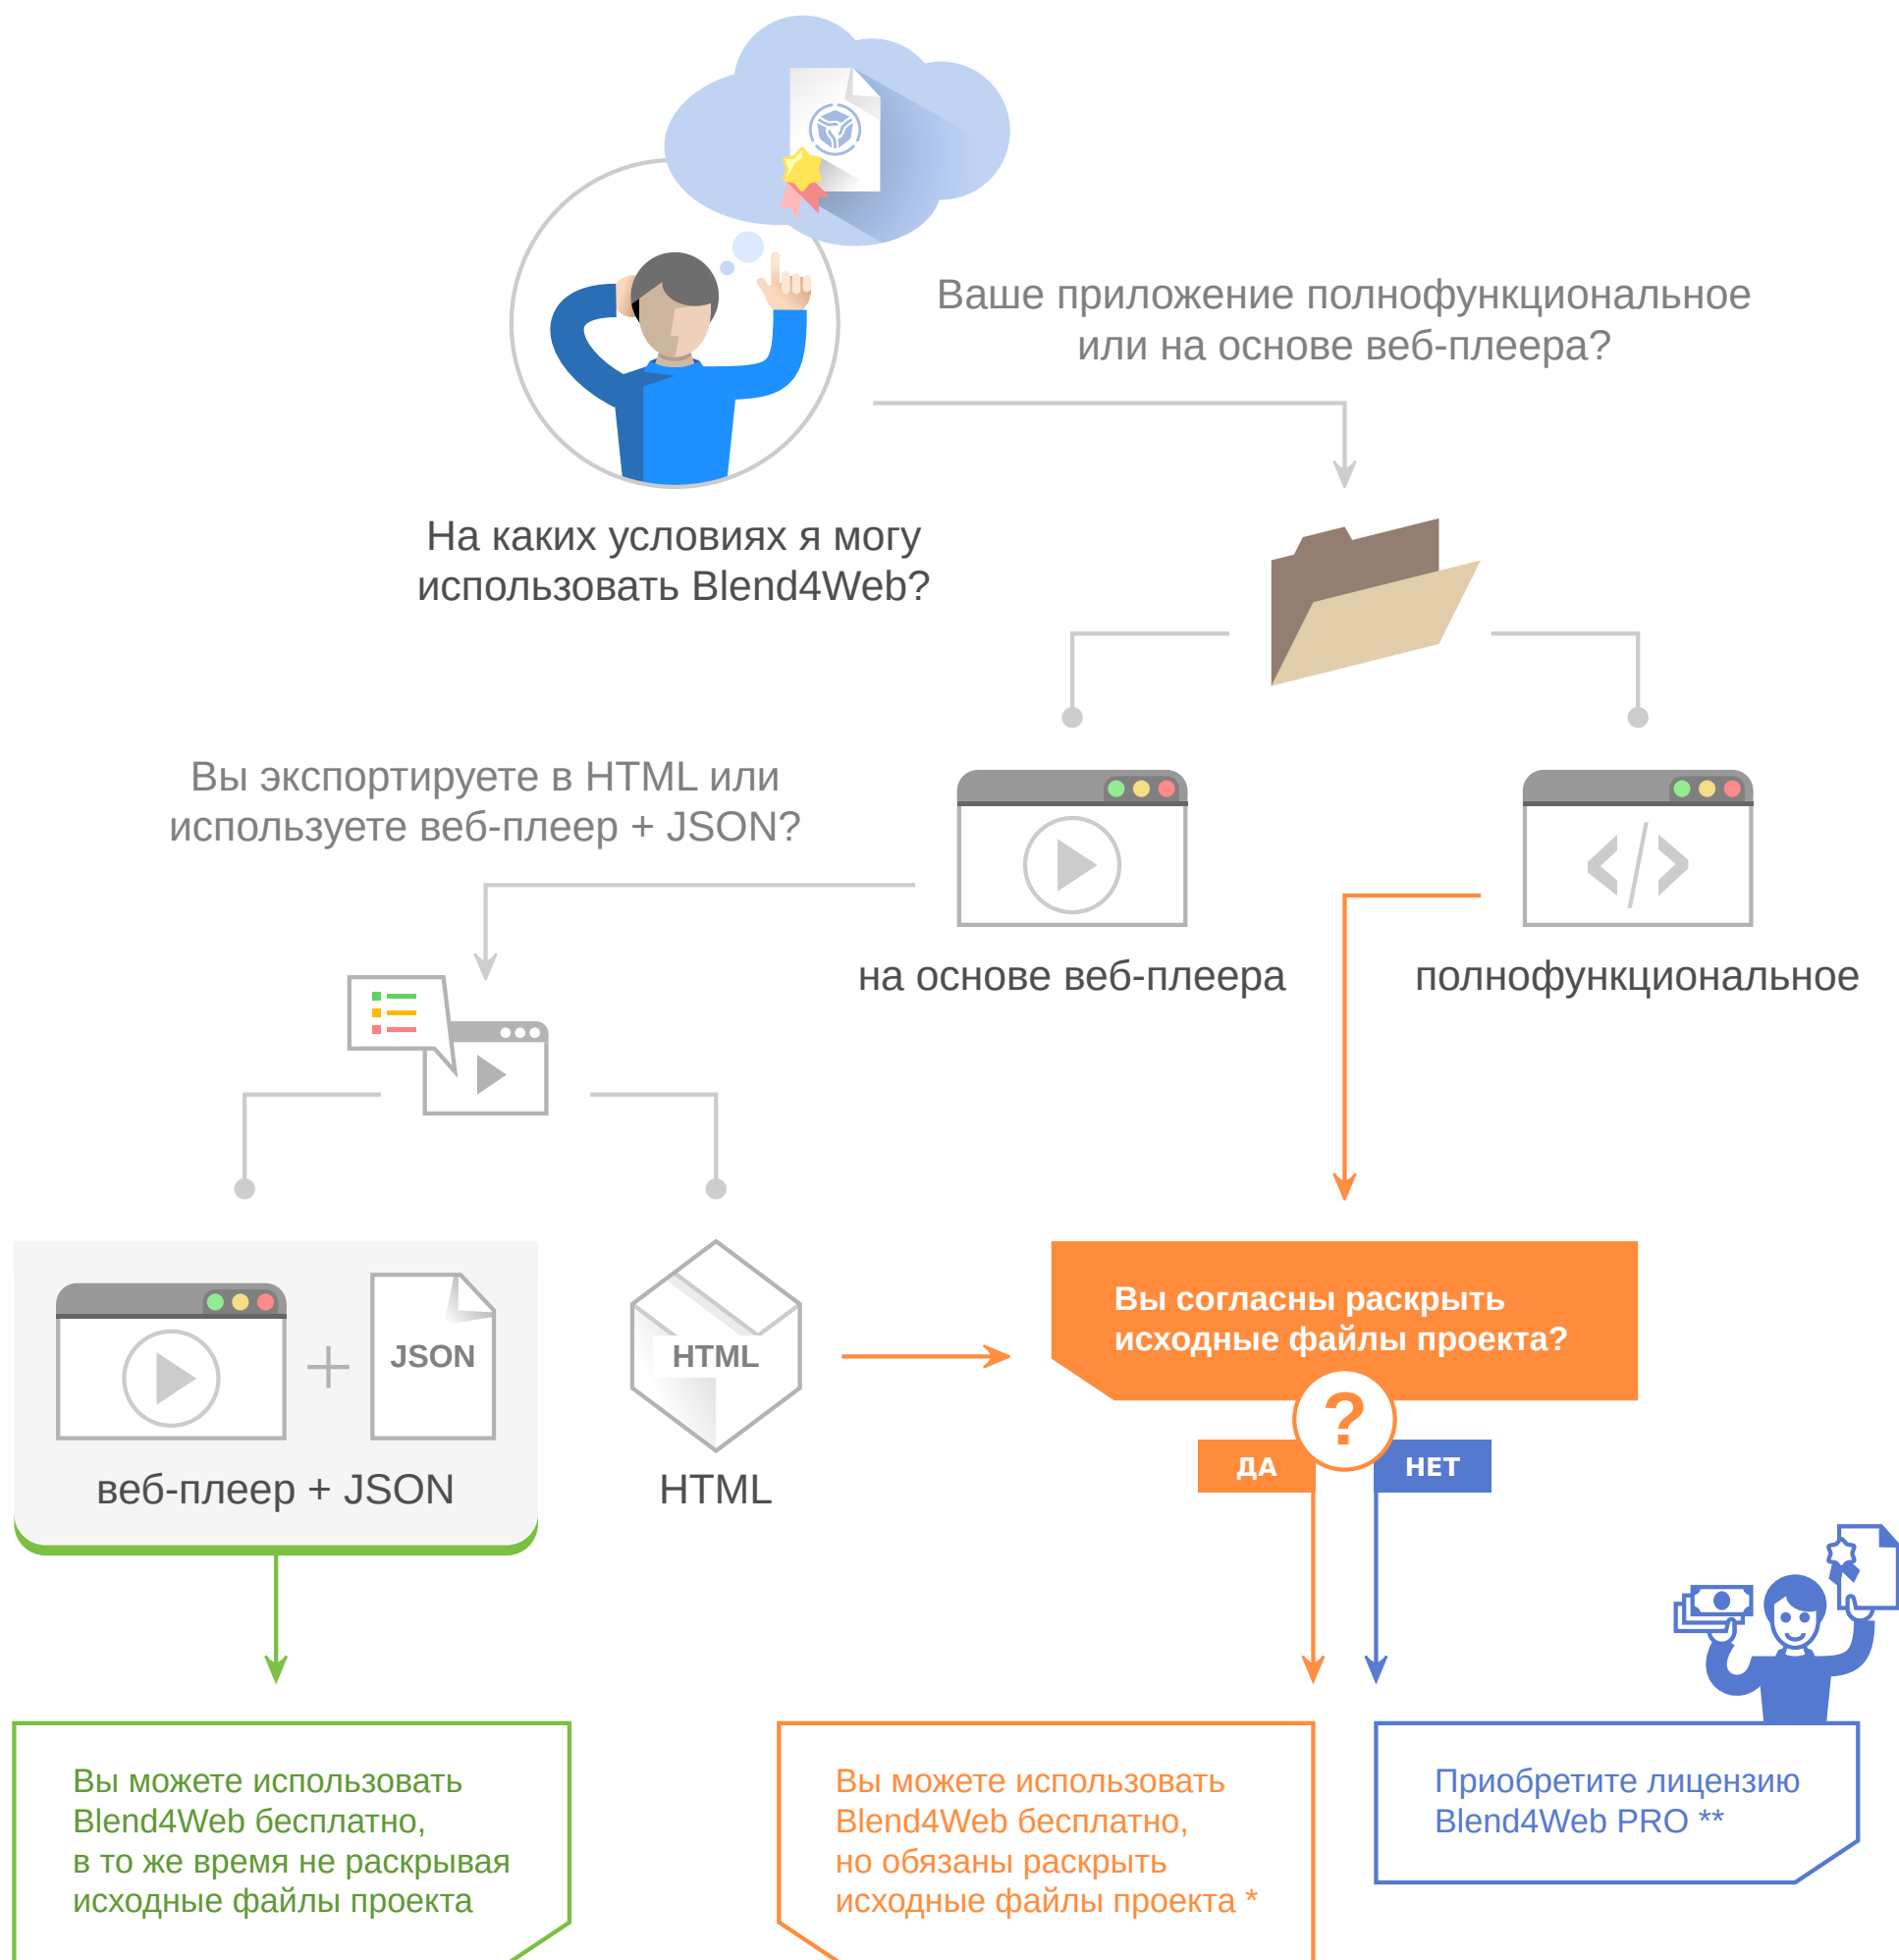 Ваше приложение полнофункциональное
или на основе веб-плеера?
На каких условиях я могу
использовать Blend4Web?
Вы экспортируете в HTML или
используете веб-плеер + JSON?
на основе веб-плеера
полнофункциональное
JSON
веб-плеер + JSON
HTML
HTML
Вы согласны раскрыть
исходные файлы проекта?
?
ДА
НЕТ
Вы можете использовать
Blend4Web бесплатно,
в то же время не раскрывая
исходные файлы проекта
Вы можете использовать
Blend4Web бесплатно,
но обязаны раскрыть
исходные файлы проекта *
Приобретите лицензию
Blend4Web PRO **